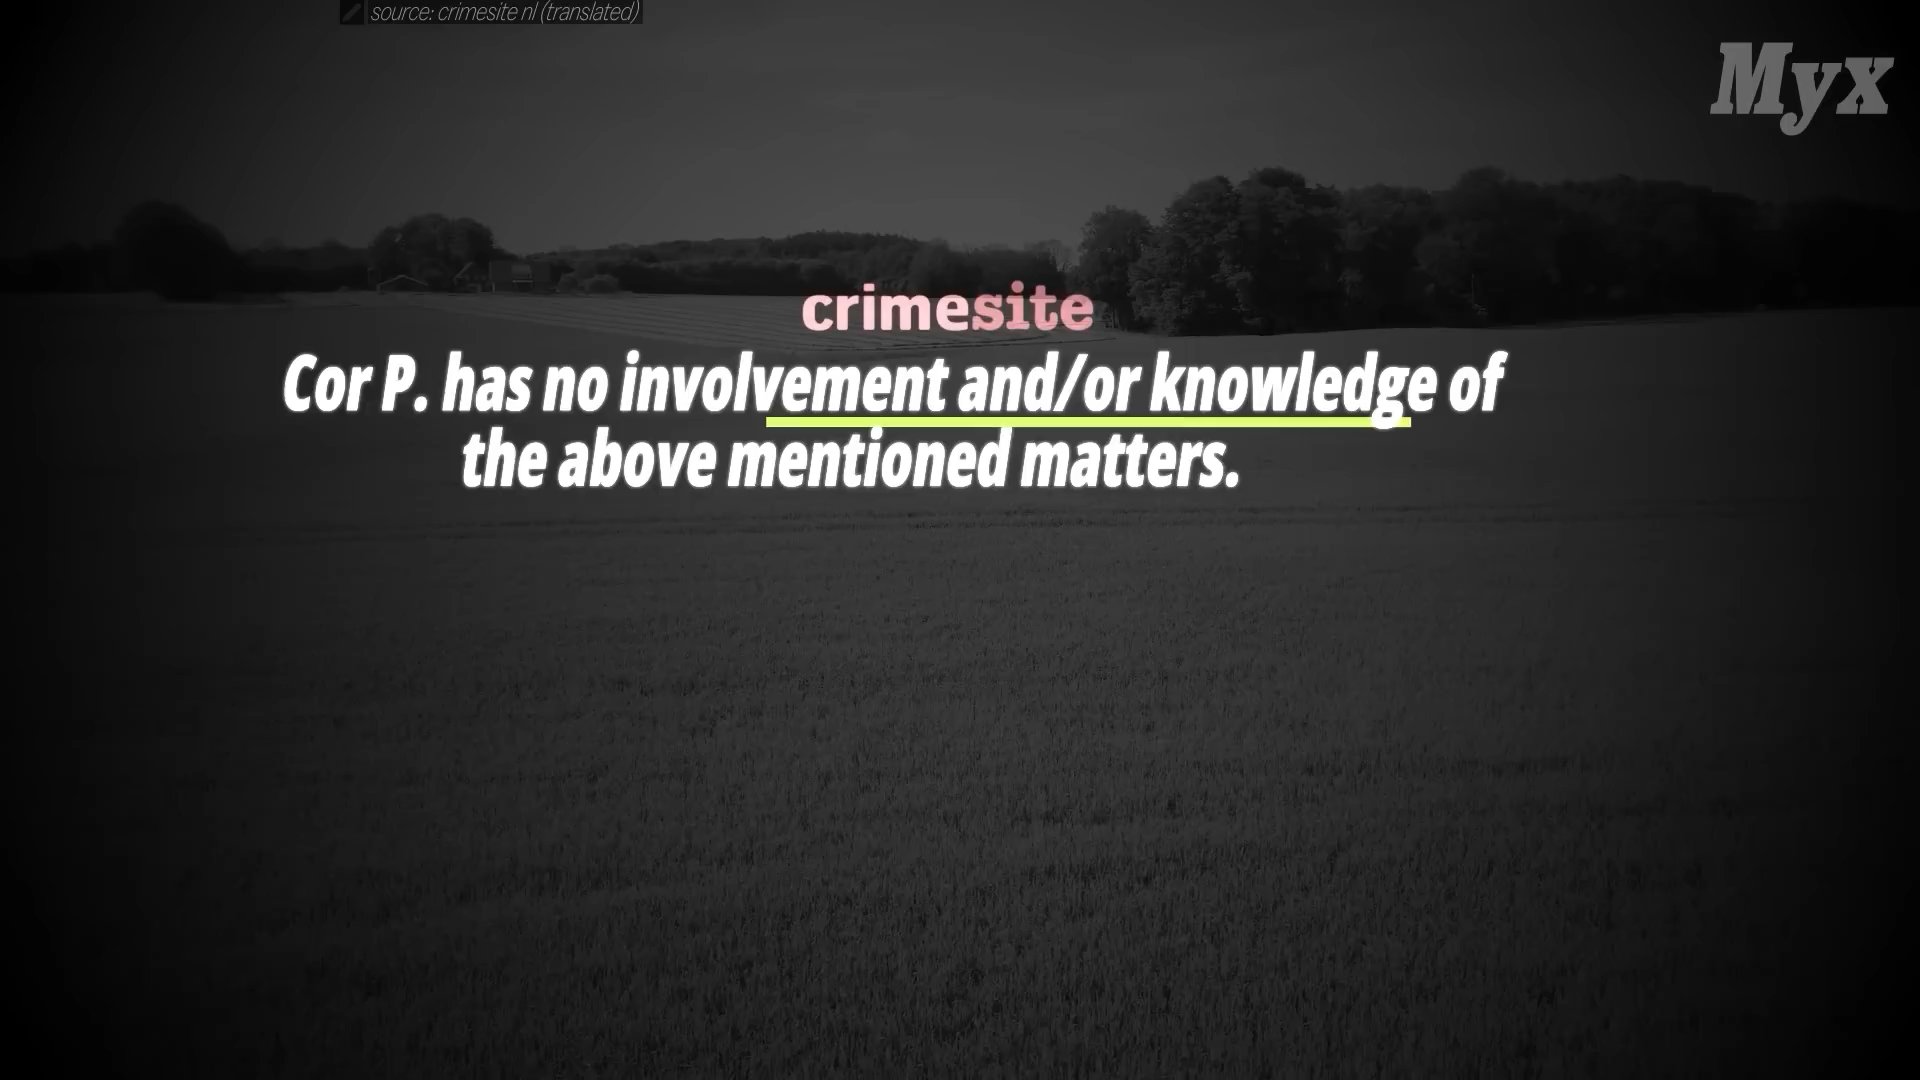 source: crimesite nl (translated)
Myx
crimesite
Cor P. has no involvement and/or knowledge of
the above mentioned matters.